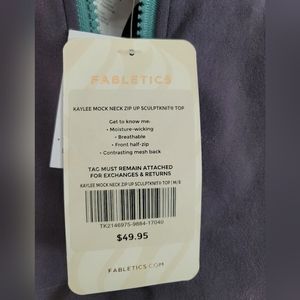 FABLETICS
KAYLEE MOCK NECK ZIP UP SCULPTKNIT® TOP
Get to know me:
• Moisture-wicking
• Breathable
• Front half-zip
• Contrasting mesh back
TAG MUST REMAIN ATTACHED
FOR EXCHANGES & RETURNS
KAYLEE MOCK NECK ZIP UP SCULPTKNIT® TOP | M/8
TK2146975-9884-17040
$49.95
FABLETICS.COM